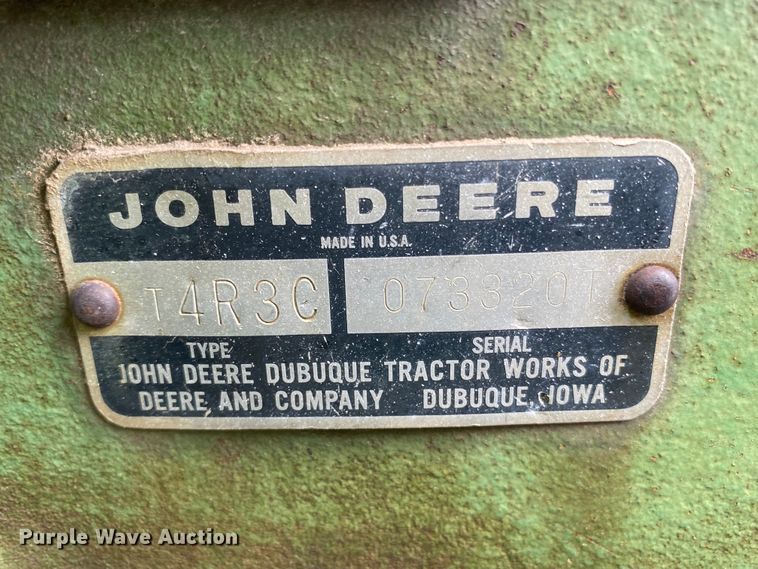 JOHN DEERE
MADE IN U.S.A.
T4R3C 073320T
TYPE SERIAL
JOHN DEERE DUBUQUE TRACTOR WORKS OF
DEERE AND COMPANY DUBUQUE, IOWA
Purple Wave Auction